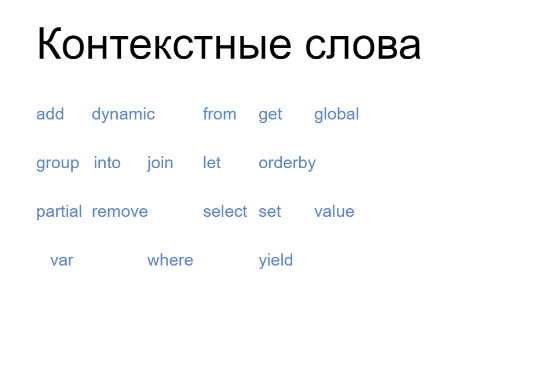 Контекстные слова
add dynamic from get global
group into join let orderby
partial remove select set value
var where yield